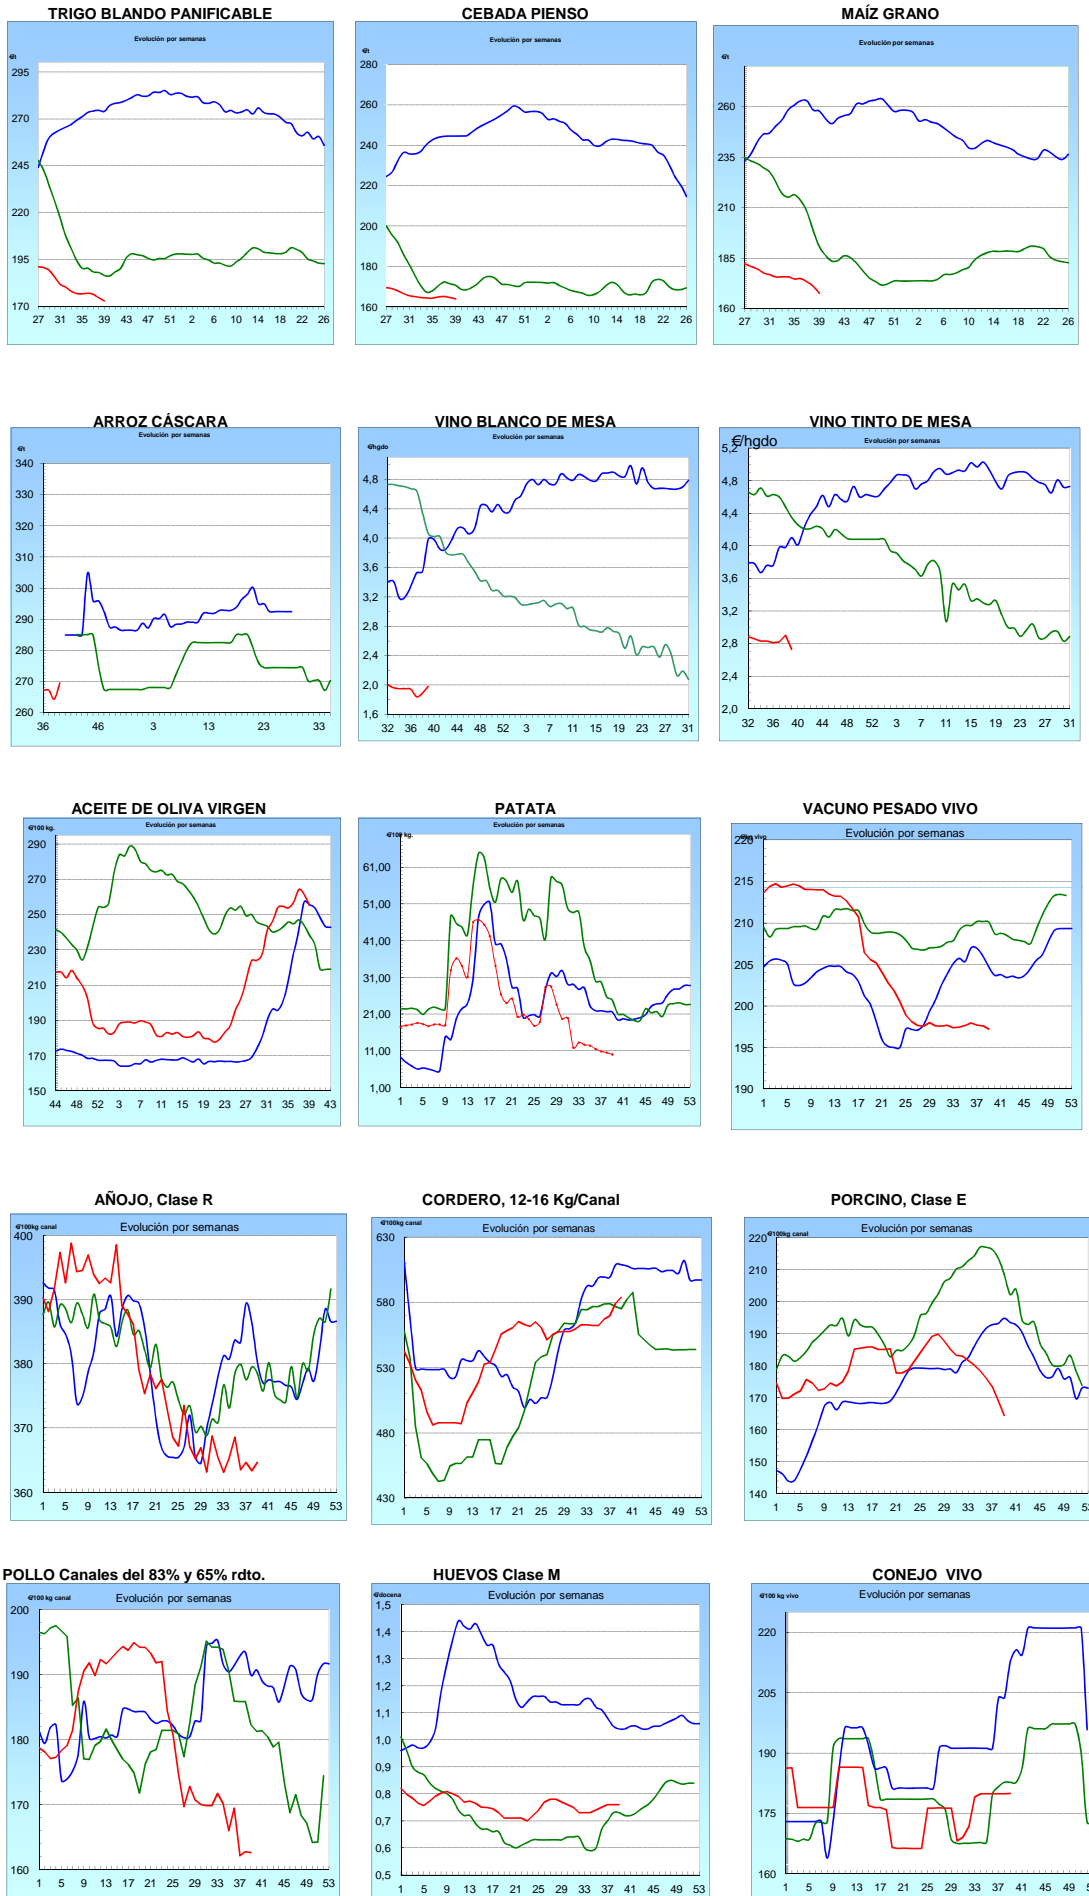 TRIGO BLANDO PANIFICABLE
Evolución por semanas
€/t
295
270
245
220
195
170
27 31 35 39 43 47 51 2 6 10 14 18 22 26
CEBADA PIENSO
Evolución por semanas
€/t
280
260
240
220
200
180
160
27 31 35 39 43 47 51 2 6 10 14 18 22 26
MAÍZ GRANO
Evolución por semanas
€/t
260
235
210
185
160
27 31 35 39 43 47 51 2 6 10 14 18 22 26
ARROZ CÁSCARA
Evolución por semanas
€/t
340
330
320
310
300
290
280
270
260
36 46 3 13 23 33
VINO BLANCO DE MESA
Evolución por semanas
€/hgdo
4,8
4,4
4,0
3,6
3,2
2,8
2,4
2,0
1,6
32 36 40 44 48 52 3 7 11 15 19 23 27 31
VINO TINTO DE MESA
Evolución por semanas
€/hgdo
5,2
4,8
4,4
4,0
3,6
3,2
2,8
2,4
2,0
32 36 40 44 48 52 3 7 11 15 19 23 27 31
ACEITE DE OLIVA VIRGEN
Evolución por semanas
€/100 kg.
290
270
250
230
210
190
170
150
44 48 52 3 7 11 15 19 23 27 31 35 39 43
PATATA
Evolución por semanas
€/100 kg.
61,00
51,00
41,00
31,00
21,00
11,00
1,00
1 5 9 13 17 21 25 29 33 37 41 45 49 53
VACUNO PESADO VIVO
Evolución por semanas
220
215
210
205
200
195
190
1 5 9 13 17 21 25 29 33 37 41 45 49 53
AÑOJO, Clase R
Evolución por semanas
€/100kg canal
400
390
380
370
360
1 5 9 13 17 21 25 29 33 37 41 45 49 53
CORDERO, 12-16 Kg/Canal
Evolución por semanas
€/100kg canal
630
580
530
480
430
1 5 9 13 17 21 25 29 33 37 41 45 49 53
PORCINO, Clase E
Evolución por semanas
€/100kg canal
220
210
200
190
180
170
160
150
140
1 5 9 13 17 21 25 29 33 37 41 45 49
POLLO Canales del 83% y 65% rdto.
Evolución por semanas
€/100 kg canal
200
190
180
170
160
1 5 9 13 17 21 25 29 33 37 41 45 49 53
HUEVOS Clase M
Evolución por semanas
€/docena
1,5
1,4
1,3
1,2
1,1
1,0
0,9
0,8
0,7
0,6
0,5
1 5 9 13 17 21 25 29 33 37 41 45 49 53
CONEJO VIVO
Evolución por semanas
€/100 kg vivo
220
205
190
175
160
1 5 9 13 17 21 25 29 33 37 41 45 49